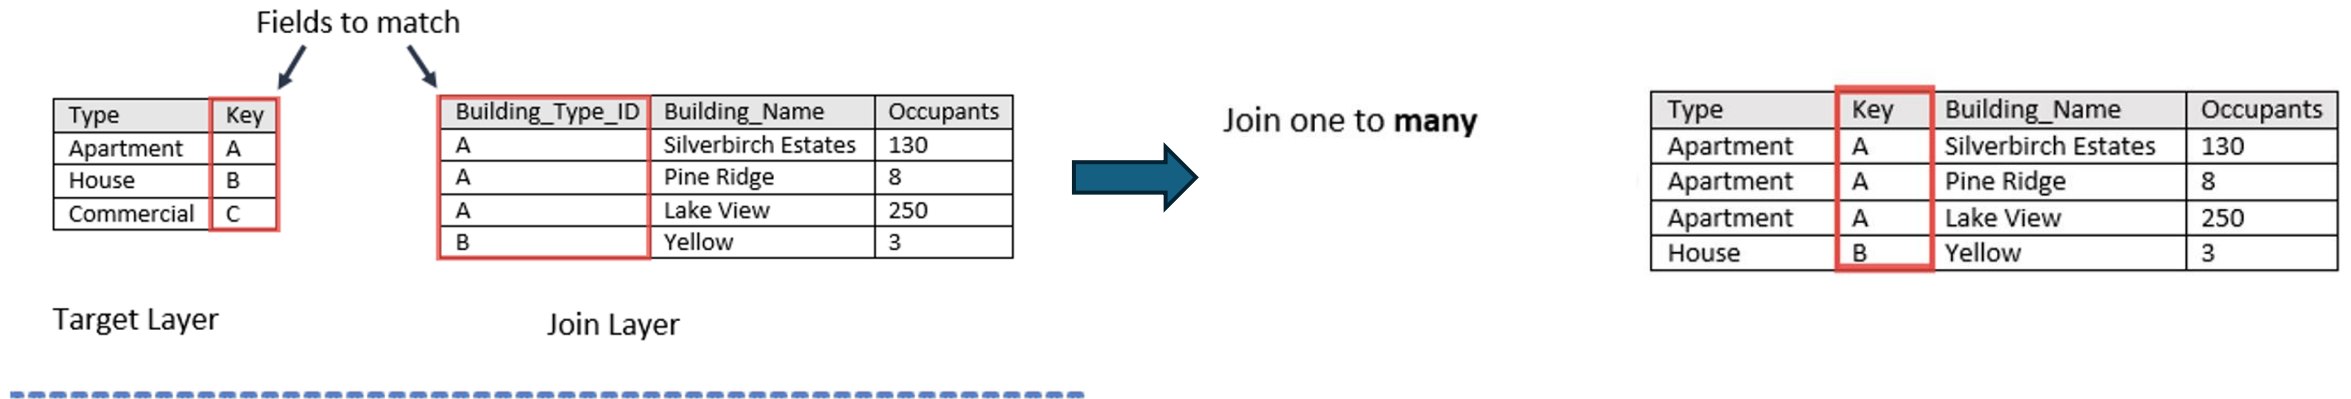 Fields to match
Type Key
Apartment A
House B
Commercial C
Target Layer
Building_Type_ID Building_Name Occupants
A Silverbirch Estates 130
A Pine Ridge 8
A Lake View 250
B Yellow 3
Join Layer
Join one to many
Type Key Building_Name Occupants
Apartment A Silverbirch Estates 130
Apartment A Pine Ridge 8
Apartment A Lake View 250
House B Yellow 3